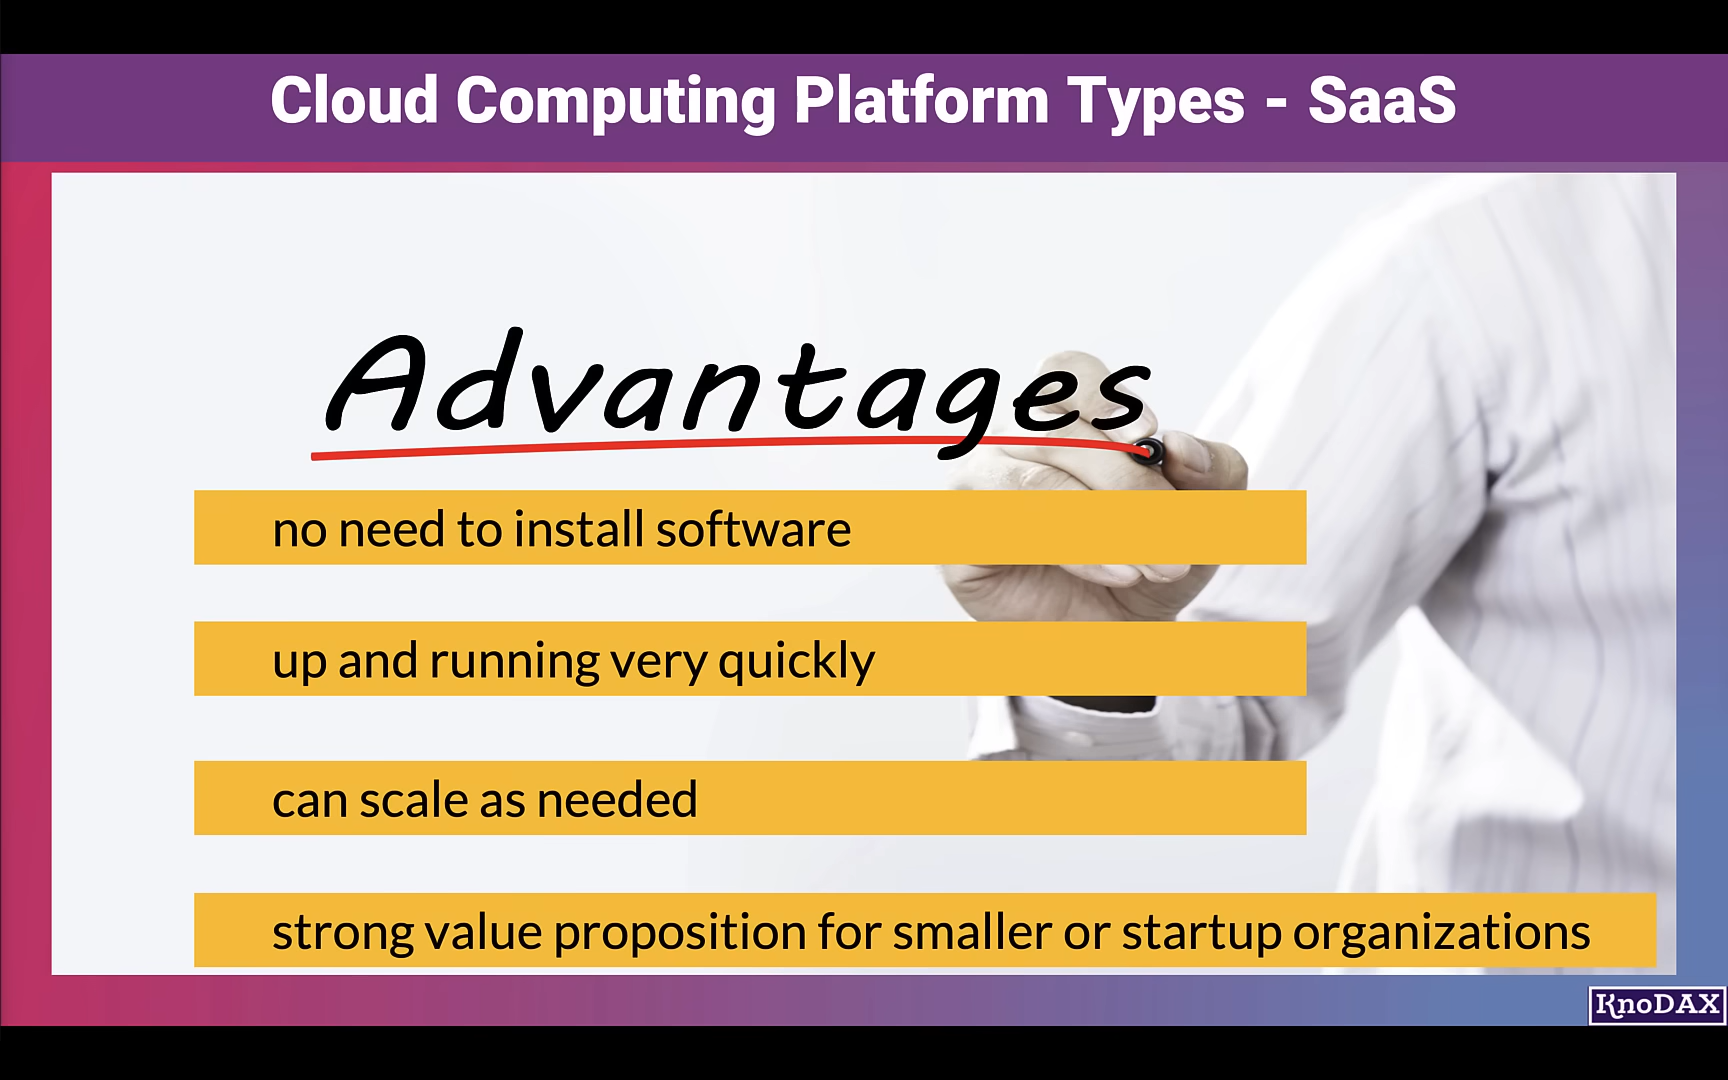 Cloud Computing Platform Types - SaaS
Advantages
no need to install software
up and running very quickly
can scale as needed
strong value proposition for smaller or startup organizations
KnoDAX